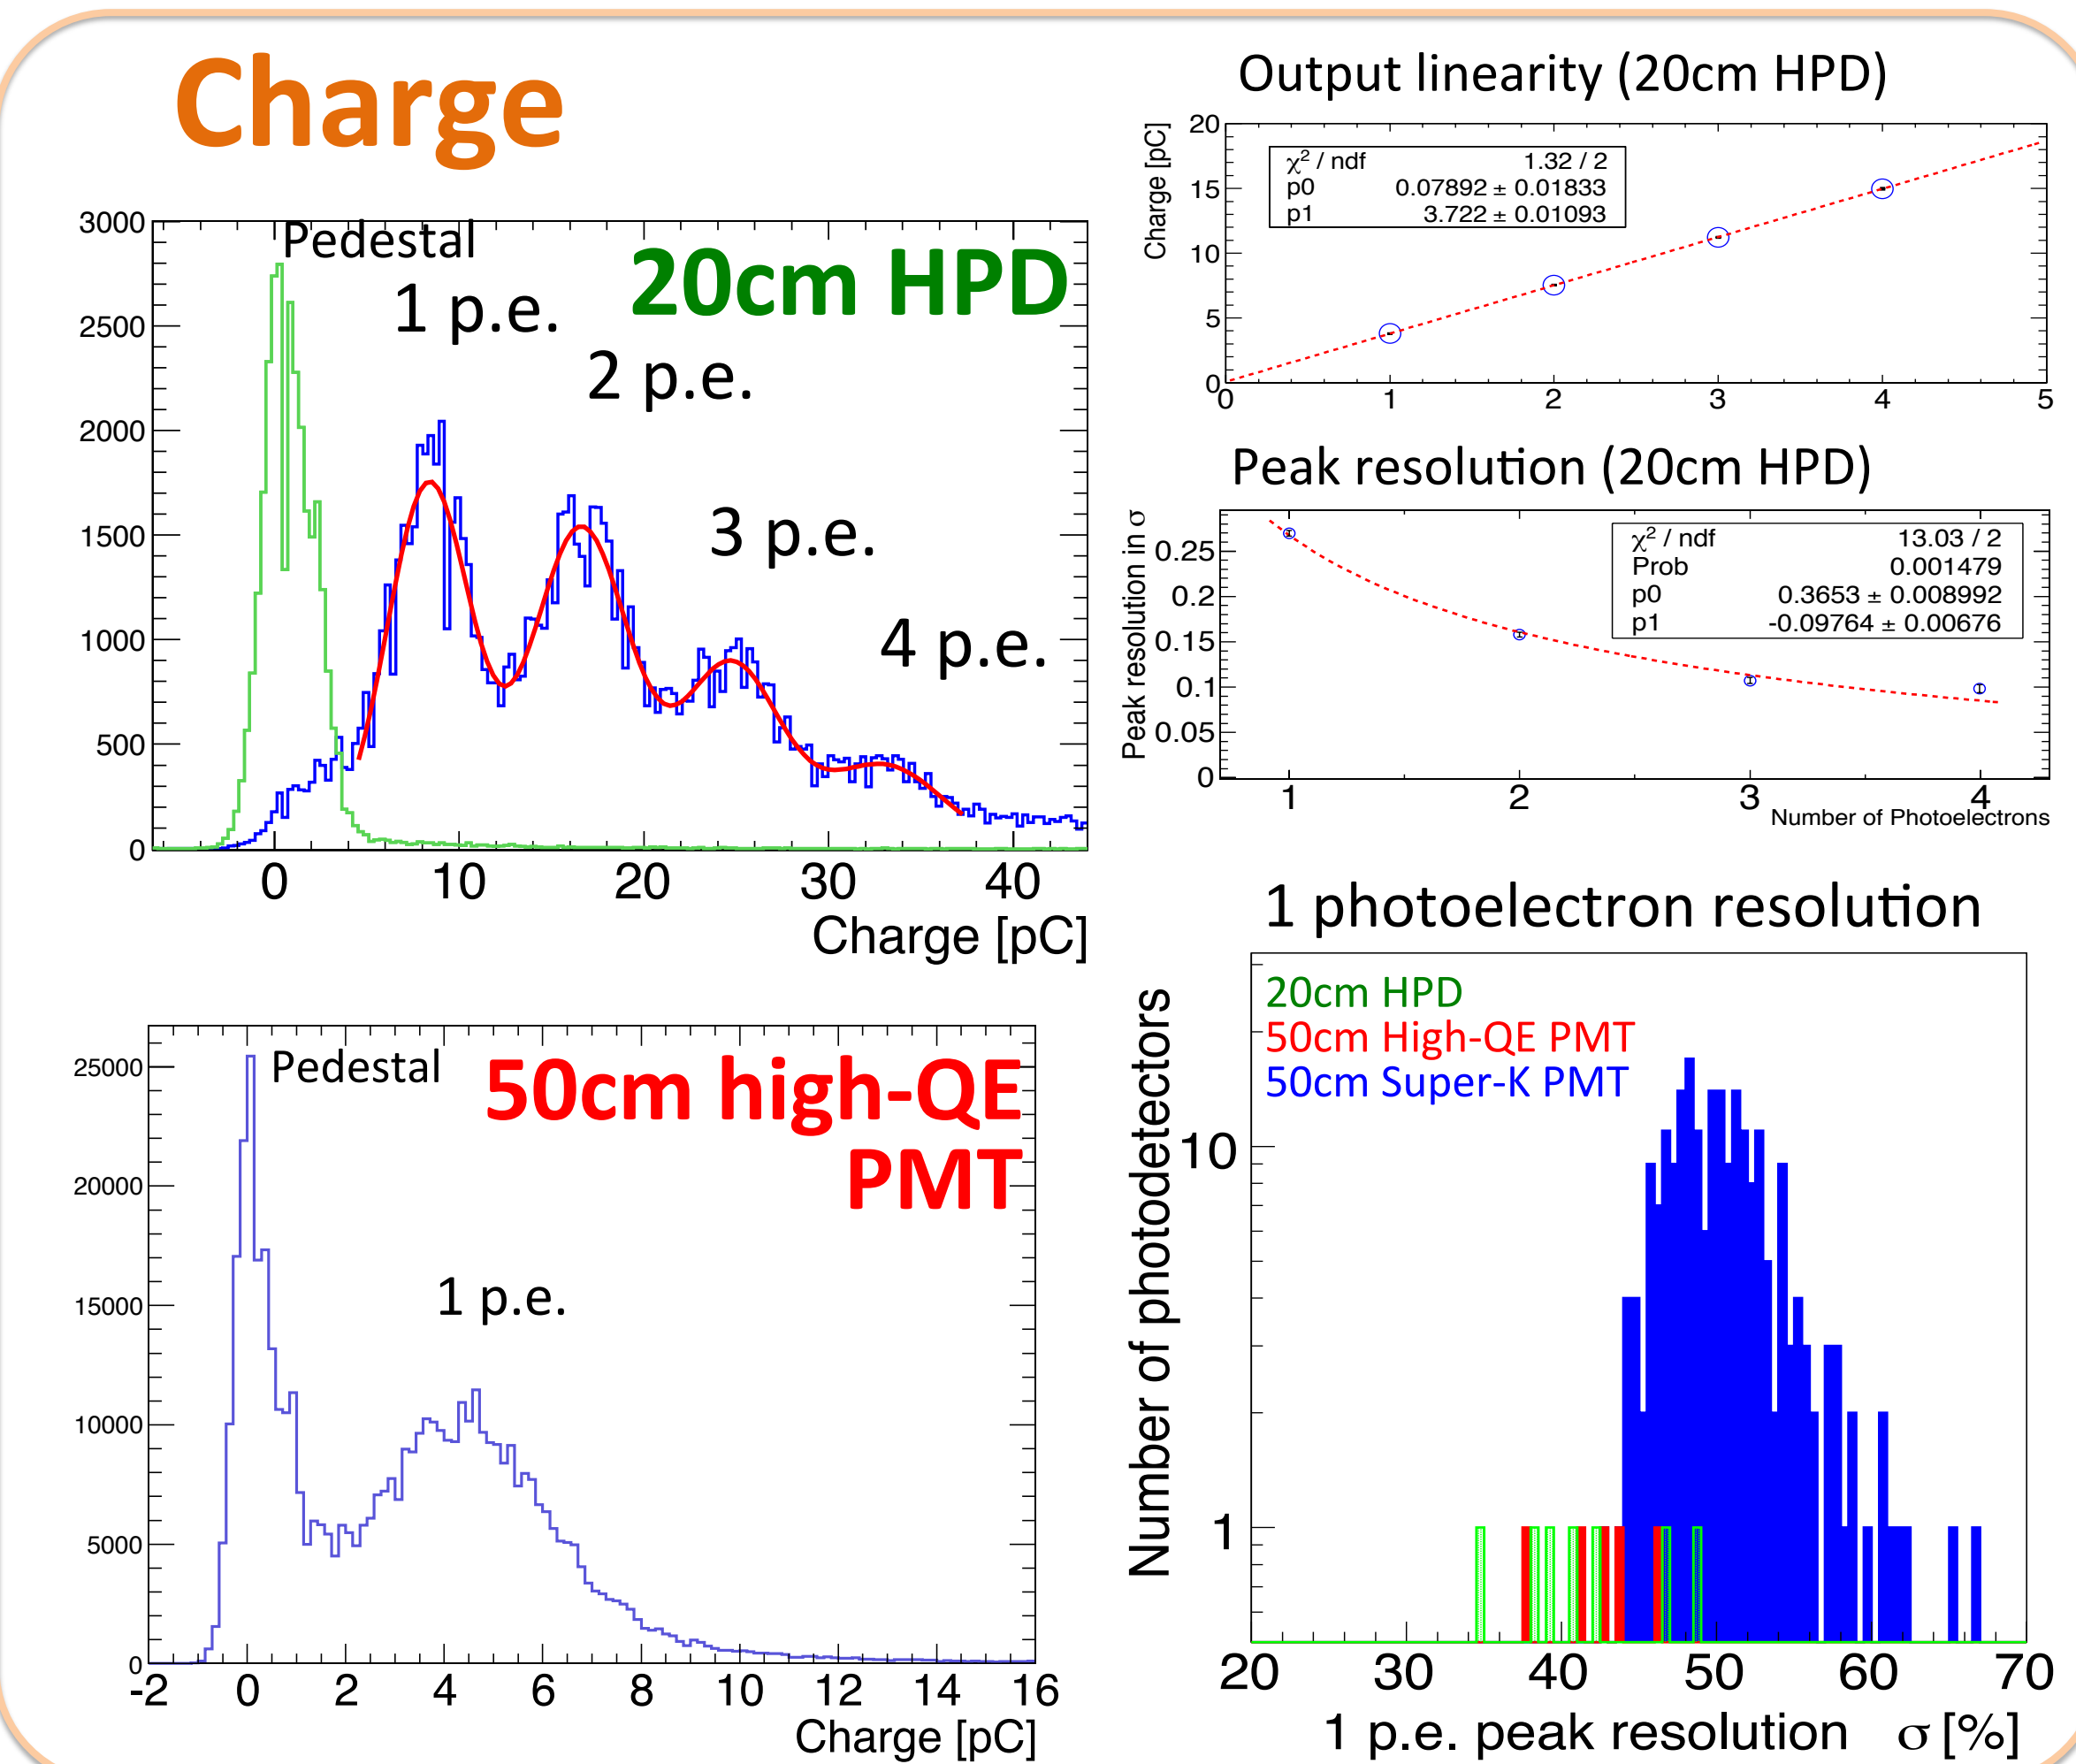 Charge
3000
2500
2000
1500
1000
500
0
Pedestal
1 p.e.
2 p.e.
3 p.e.
4 p.e.
20cm HPD
0 10 20 30 40
Charge [pC]
25000
20000
15000
10000
5000
0
Pedestal
50cm high-QE
PMT
1 p.e.
-2 0 2 4 6 8 10 12 14 16
Charge [pC]
Output linearity (20cm HPD)
Charge [pC]
20
15
10
5
0
χ² / ndf 1.32 / 2
p0 0.07892 ± 0.01833
p1 3.722 ± 0.01093
0 1 2 3 4 5
Peak resolution (20cm HPD)
Peak resolution in σ
0.25
0.2
0.15
0.1
0.05
0
χ² / ndf 13.03 / 2
Prob 0.001479
p0 0.3653 ± 0.008992
p1 -0.09764 ± 0.00676
1 2 3 4
Number of Photoelectrons
1 photoelectron resolution
Number of photodetectors
10
1
20cm HPD
50cm High-QE PMT
50cm Super-K PMT
20 30 40 50 60 70
1 p.e. peak resolution σ [%]